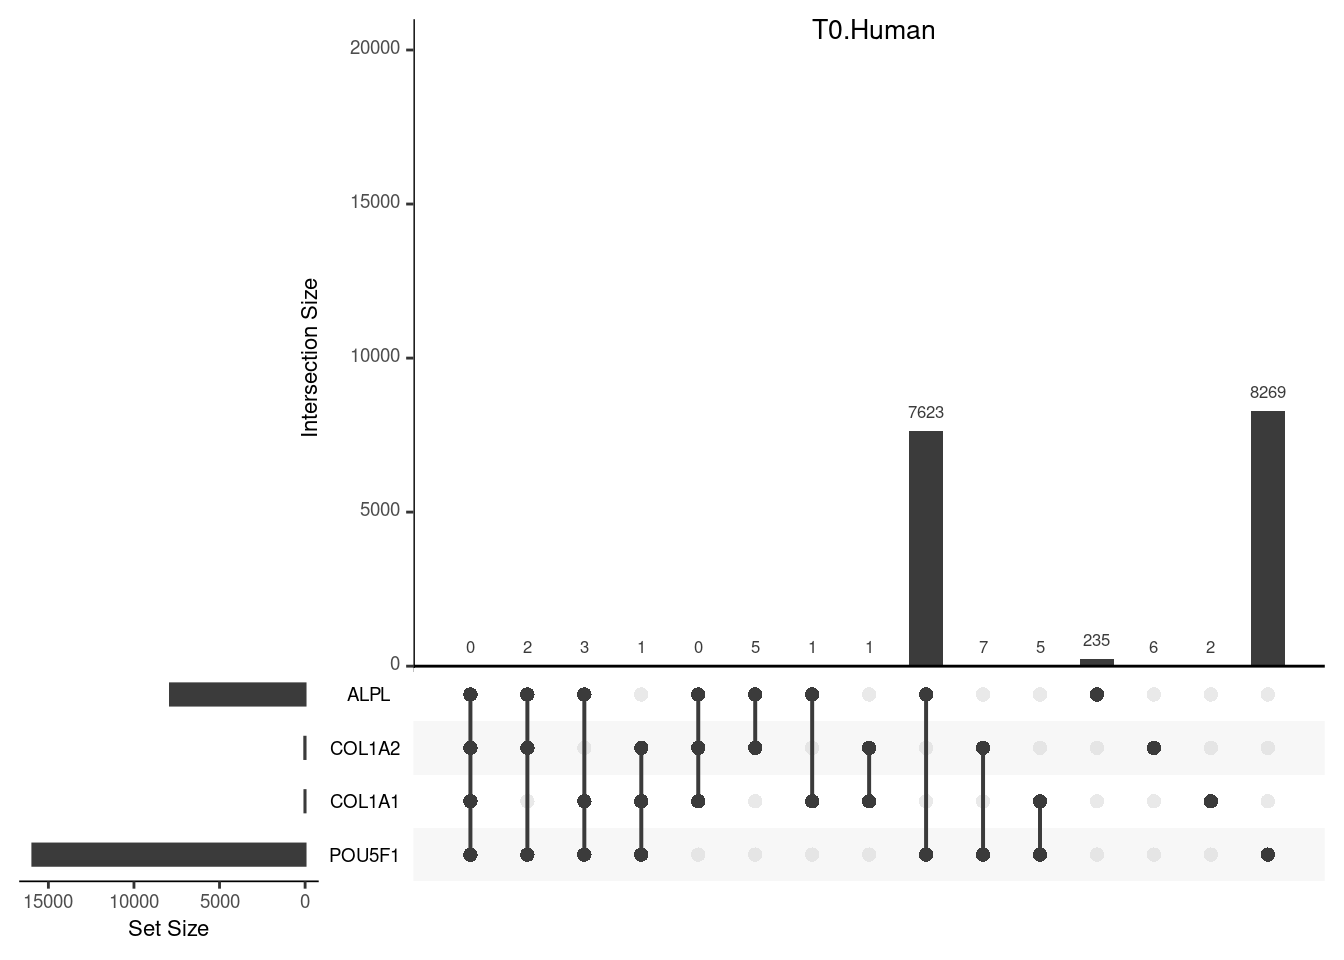 T0.Human
20000
15000
10000
5000
0
Intersection Size
7623
8269
0 2 3 1 0 5 1 1 7 5 235 6 2
ALPL
COL1A2
COL1A1
POU5F1
15000 10000 5000 0
Set Size